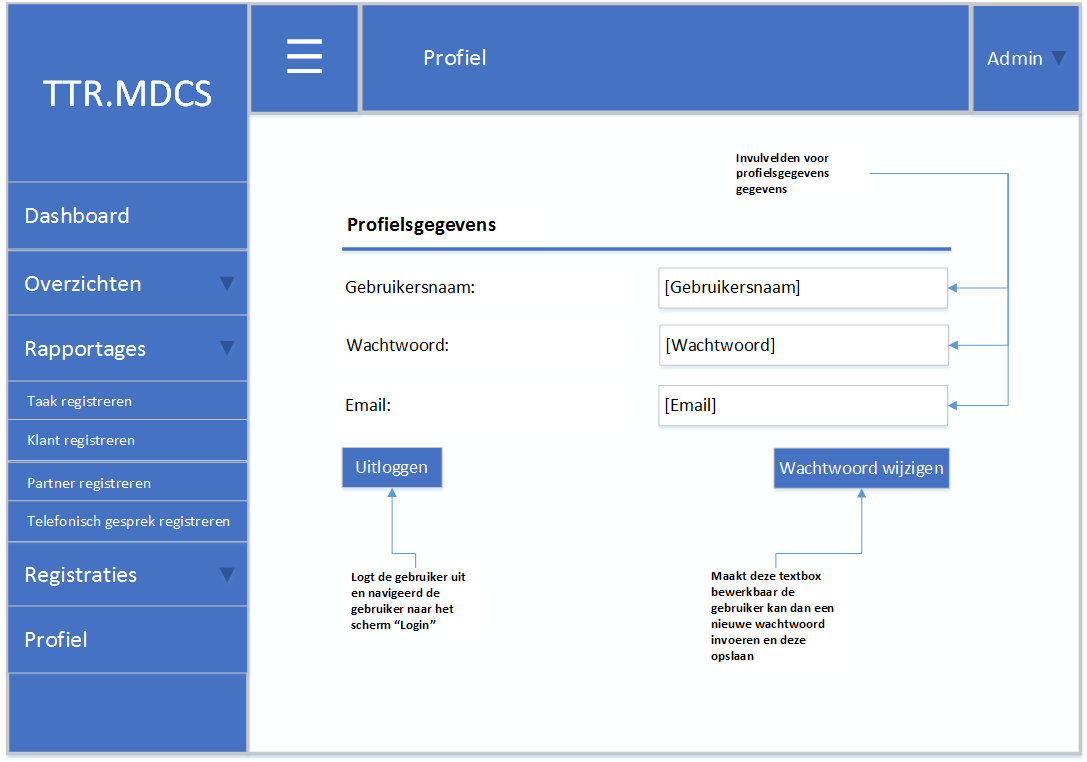 TTR.MDCS
Profiel
Admin
Dashboard
Overzichten
Rapportages
Taak registreren
Klant registreren
Partner registreren
Telefonisch gesprek registreren
Registraties
Profiel
Invulvelden voor
profielsgegevens
gegevens
Profielsgegevens
Gebruikersnaam:
[Gebruikersnaam]
Wachtwoord:
[Wachtwoord]
Email:
[Email]
Uitloggen
Wachtwoord wijzigen
Logt de gebruiker uit
en navigeerd de
gebruiker naar het
scherm “Login”
Maakt deze textbox
bewerkbaar de
gebruiker kan dan een
nieuwe wachtwoord
invoeren en deze
opslaan